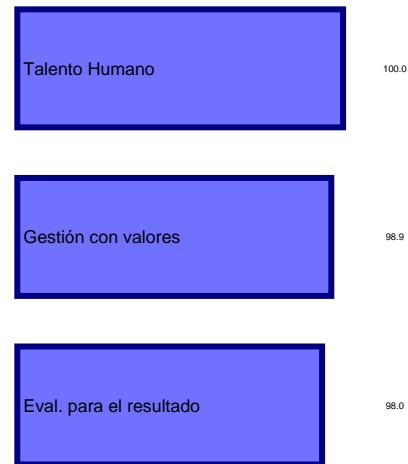 Talento Humano 100.0
Gestión con valores 98.9
Eval. para el resultado 98.0